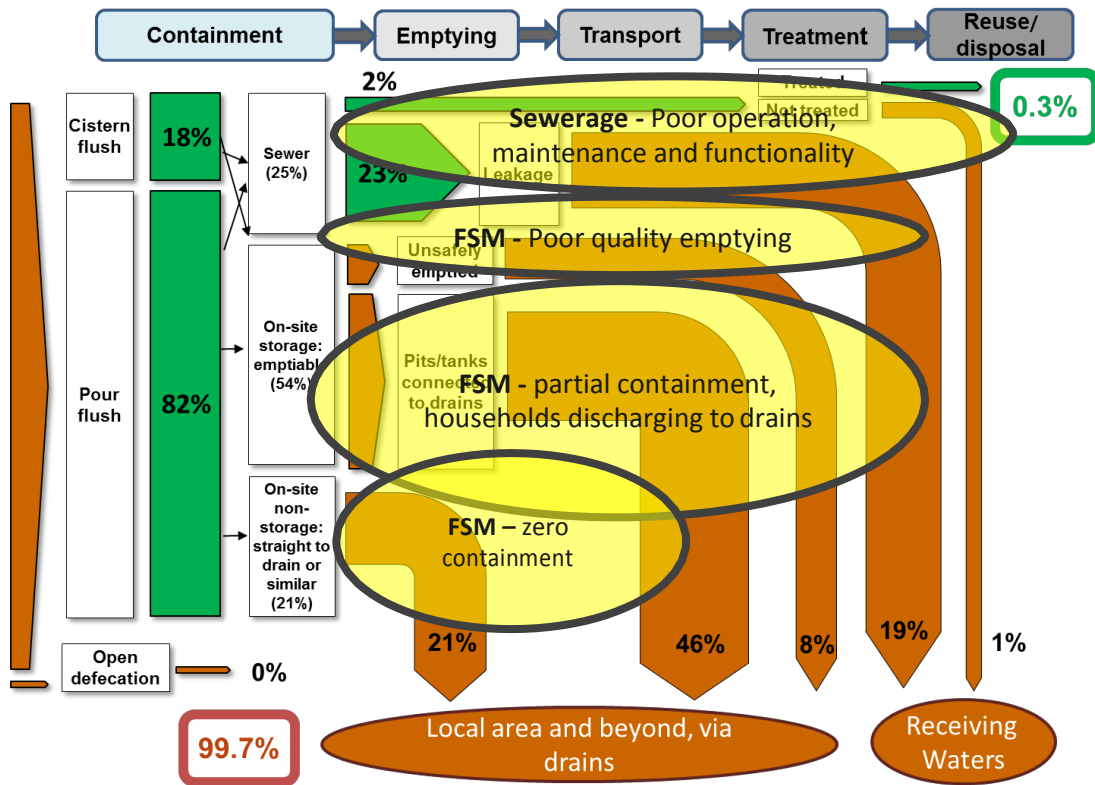 Containment
Emptying
Transport
Treatment
Reuse/
disposal
2%
Treated
Not treated
0.3%
Cistern
flush
18%
Sewer
(25%)
23%
Leakage
Sewerage - Poor operation,
maintenance and functionality
FSM - Poor quality emptying
Unsafely
emptied
Pour
flush
82%
On-site
storage:
emptiable
(54%)
Pits/tanks
connected
to drains
FSM - partial containment,
households discharging to drains
On-site
non-
storage:
straight to
drain or
similar
(21%)
FSM – zero
containment
21%
46%
8%
19%
1%
Open
defecation
0%
99.7%
Local area and beyond, via
drains
Receiving
Waters